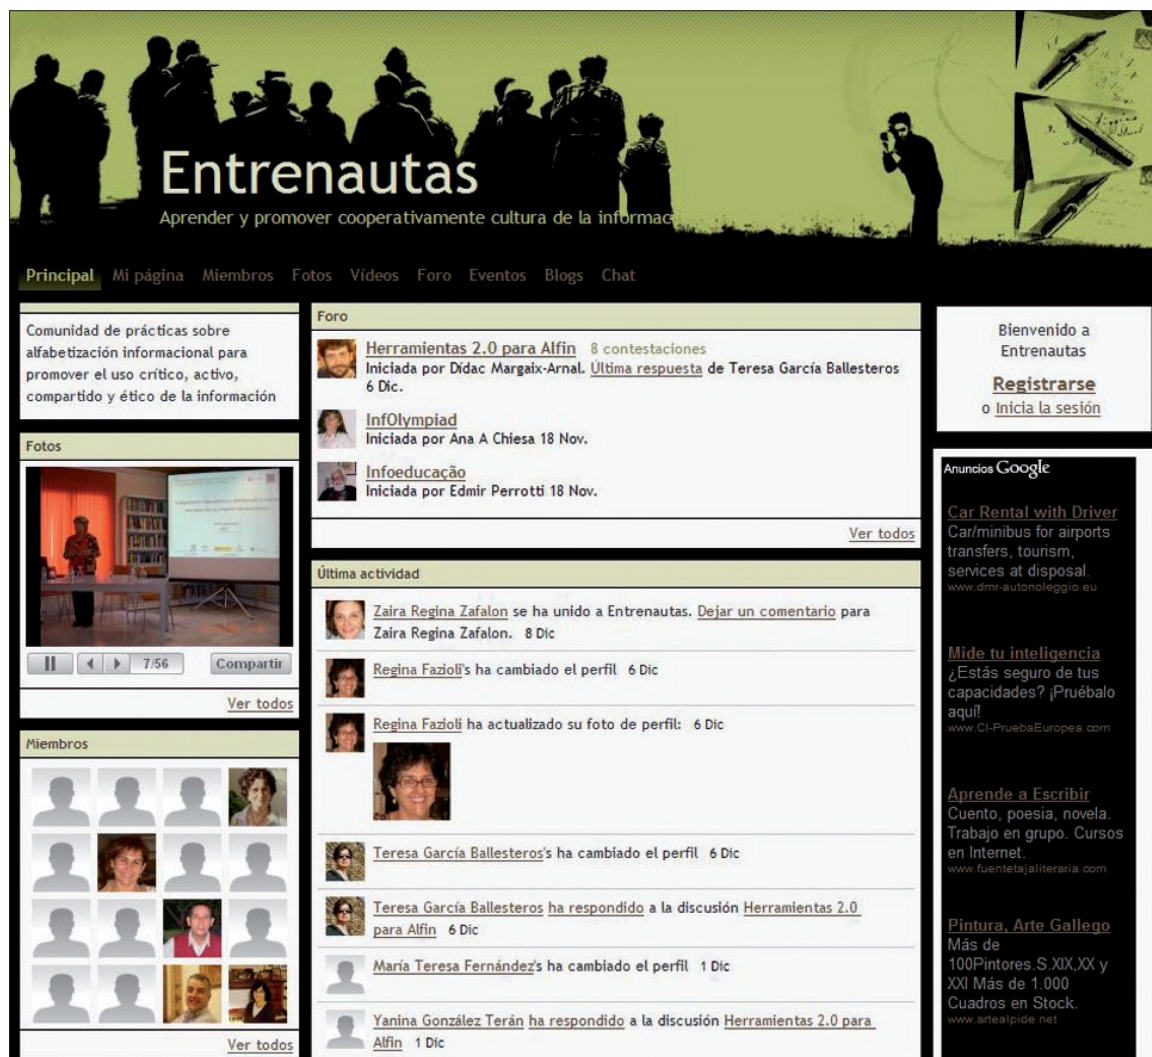 Entrenautas
Aprender y promover cooperativamente cultura de la informac
Principal Mi página Miembros Fotos Vídeos Foro Eventos Blogs Chat
Comunidad de prácticas sobre
alfabetización informacional para
promover el uso crítico, activo,
compartido y ético de la información
Fotos
7/56 Compartir
Ver todos
Miembros
Ver todos
Foro
Herramientas 2.0 para Alfin 8 contestaciones
Iniciada por Dídac Margaix-Arnal. Última respuesta de Teresa García Ballesteros
6 Dic.
InfOlympiad
Iniciada por Ana A Chiesa 18 Nov.
Infoeducação
Iniciada por Edmir Perrotti 18 Nov.
Ver todos
Última actividad
Zaira Regina Zafalon se ha unido a Entrenautas. Dejar un comentario para
Zaira Regina Zafalon. 8 Dic
Regina Fazioli's ha cambiado el perfil 6 Dic
Regina Fazioli ha actualizado su foto de perfil: 6 Dic
Teresa García Ballesteros's ha cambiado el perfil 6 Dic
Teresa García Ballesteros ha respondido a la discusión Herramientas 2.0
para Alfin 6 Dic
María Teresa Fernández's ha cambiado el perfil 1 Dic
Yanina González Terán ha respondido a la discusión Herramientas 2.0 para
Alfin 1 Dic
Bienvenido a
Entrenautas
Registrarse
o Inicia la sesión
Anuncios Google
Car Rental with Driver
Car/minibus for airports
transfers, tourism,
services at disposal.
www.dmr-autonoleggio.eu
Mide tu inteligencia
¿Estás seguro de tus
capacidades? ¡Pruébalo
aquí!
www.CI-PruebaEuropea.com
Aprende a Escribir
Cuento, poesia, novela.
Trabajo en grupo. Cursos
en Internet.
www.fuentetajaliteraria.com
Pintura, Arte Gallego
Más de
100Pintores.S.XIX,XX y
XXI Más de 1.000
Cuadros en Stock.
www.artealpide.net